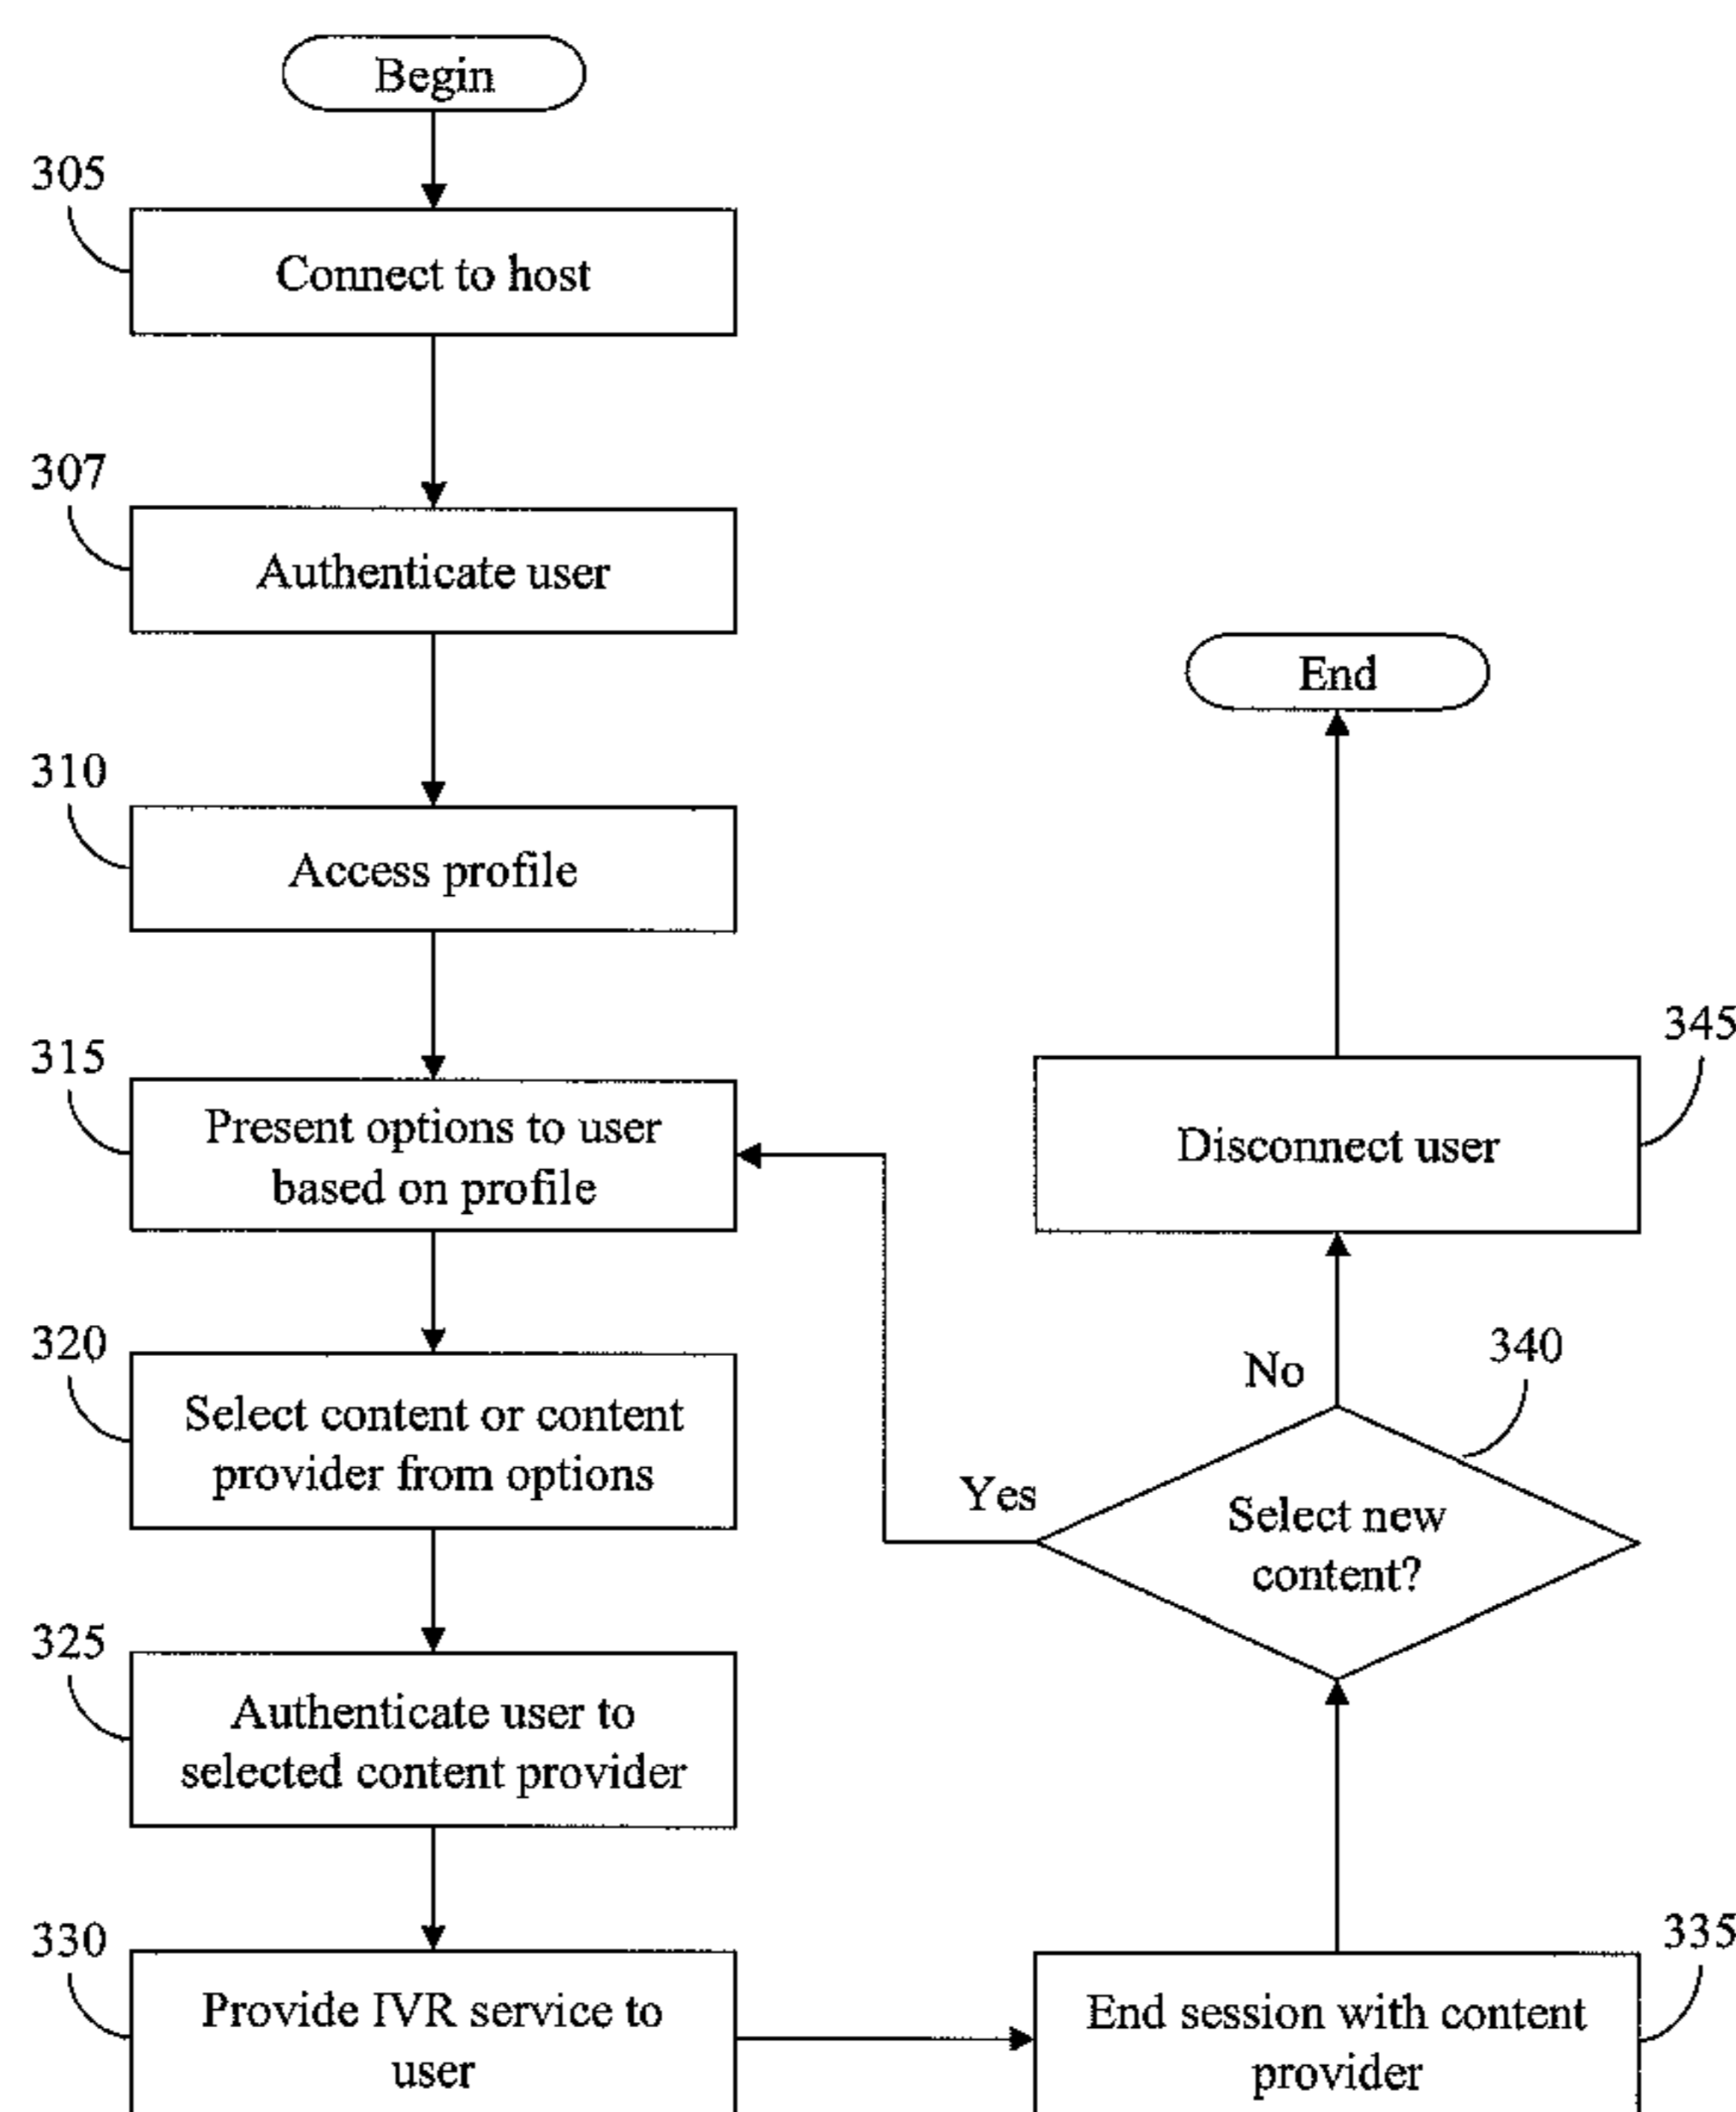 Begin
305
Connect to host
307
Authenticate user
310
Access profile
315
Present options to user
based on profile
320
Select content or content
provider from options
325
Authenticate user to
selected content provider
330
Provide IVR service to
user
335
End session with content
provider
340
Select new
content?
Yes
No
345
Disconnect user
End